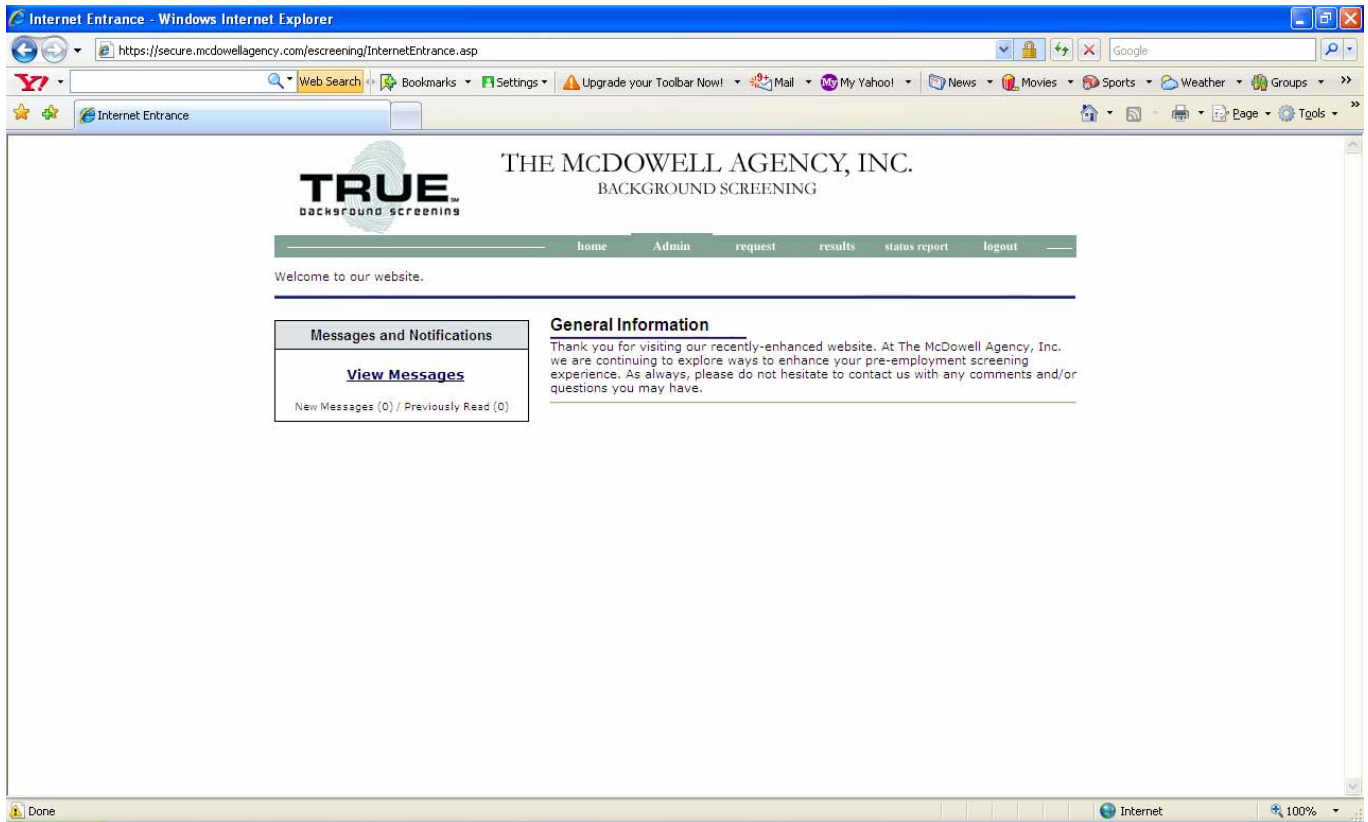 Internet Entrance - Windows Internet Explorer
https://secure.mcdowellagency.com/escreening/InternetEntrance.asp
Google
Y! Web Search Bookmarks Settings Upgrade your Toolbar Now! 9+ Mail My My Yahoo! News Movies Sports Weather Groups >>
Internet Entrance
Page Tools >>
TRUE SM
background screening
THE MCDOWELL AGENCY, INC.
BACKGROUND SCREENING
home Admin request results status report logout
Welcome to our website.
Messages and Notifications
View Messages
New Messages (0) / Previously Read (0)
General Information
Thank you for visiting our recently-enhanced website. At The McDowell Agency, Inc.
we are continuing to explore ways to enhance your pre-employment screening
experience. As always, please do not hesitate to contact us with any comments and/or
questions you may have.
Done Internet 100%